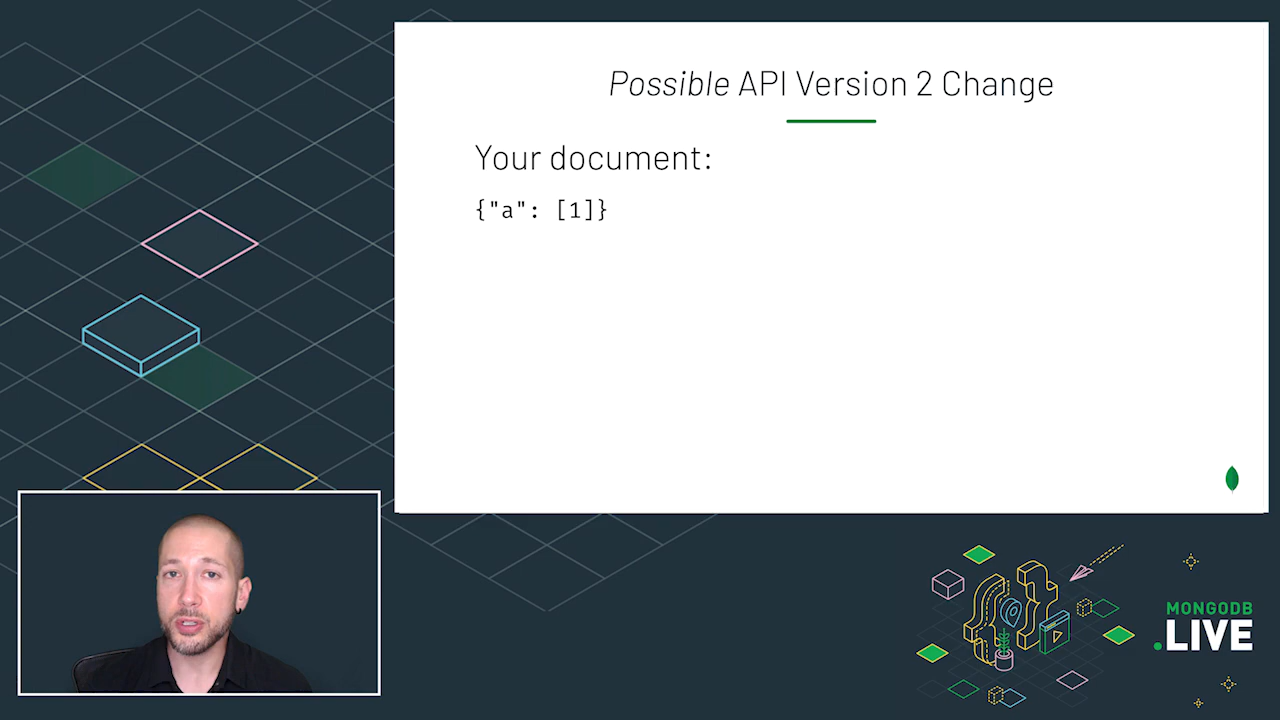 Possible API Version 2 Change
Your document:
{"a": [1]}
MONGODB
.LIVE